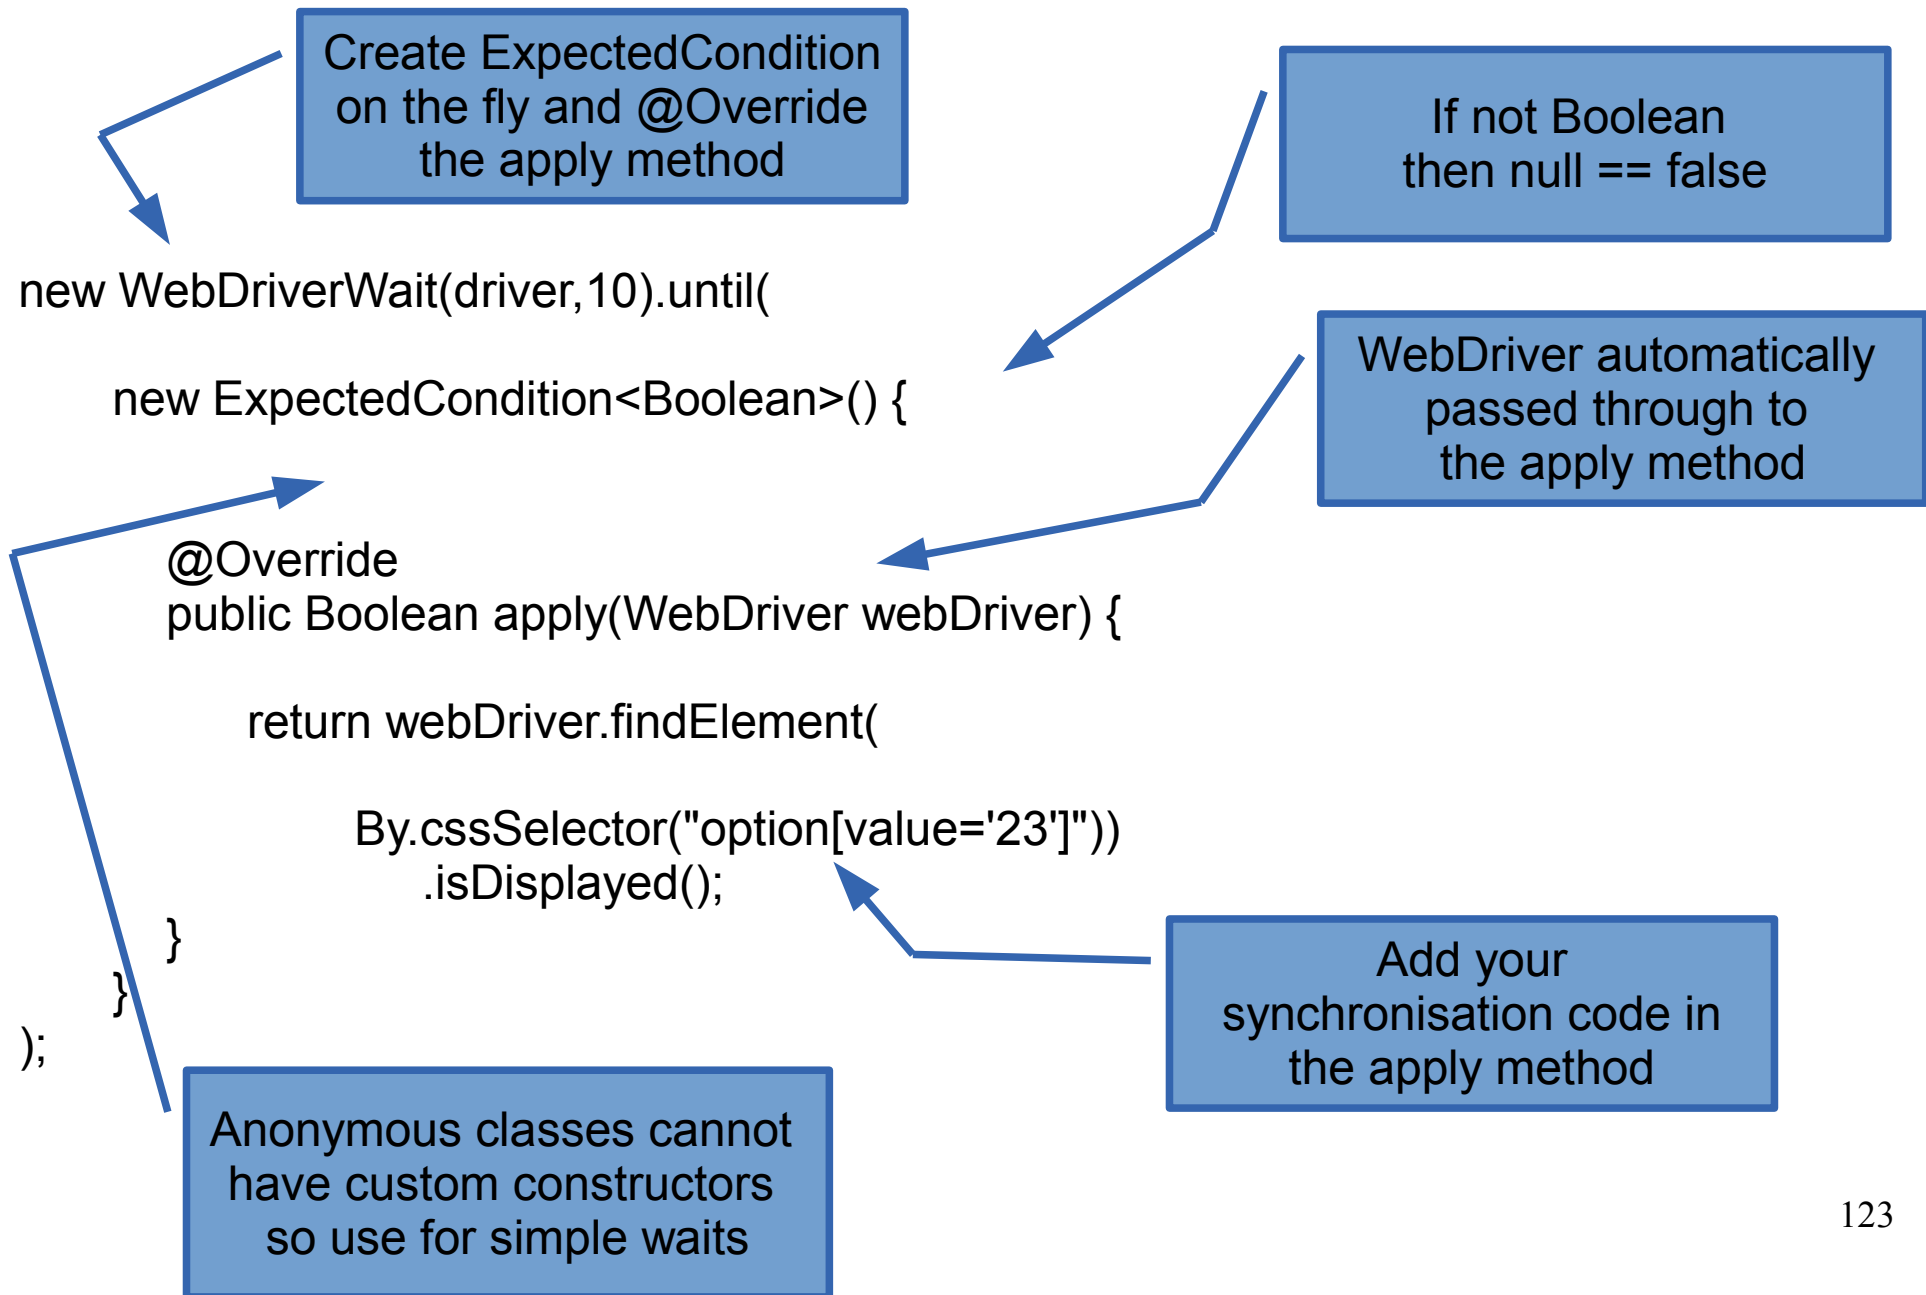 Create ExpectedCondition
on the fly and @Override
the apply method
If not Boolean
then null == false
new WebDriverWait(driver,10).until(
WebDriver automatically
passed through to
the apply method
new ExpectedCondition<Boolean>() {
@Override
public Boolean apply(WebDriver webDriver) {
return webDriver.findElement(
By.cssSelector("option[value='23']"))
.isDisplayed();
}
}
);
Add your
synchronisation code in
the apply method
Anonymous classes cannot
have custom constructors
so use for simple waits
123